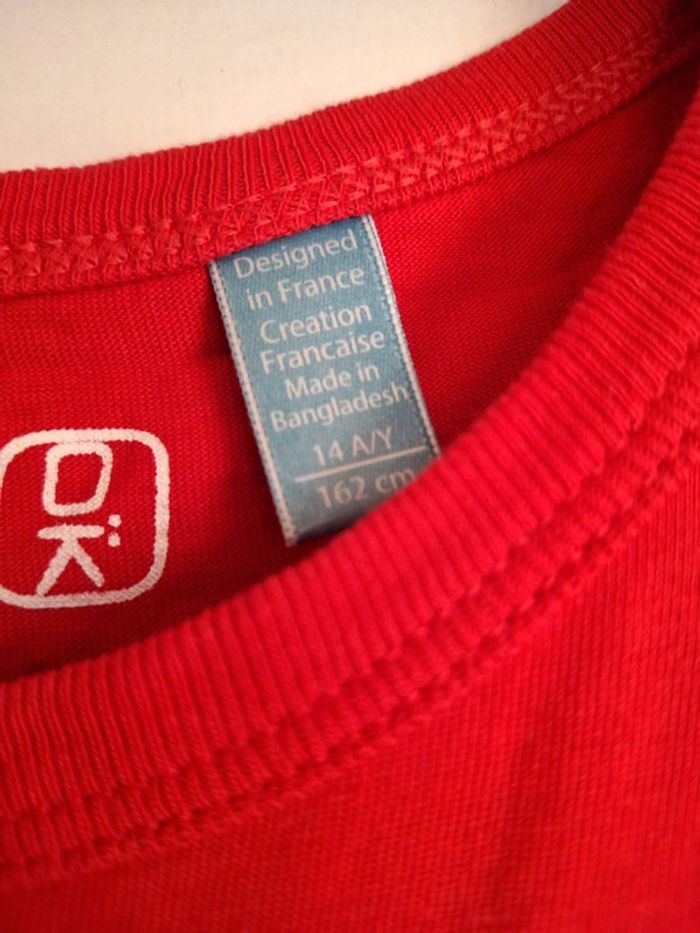 Designed
in France
Creation
Francaise
Made in
Bangladesh
14 A/Y
162 cm
OK